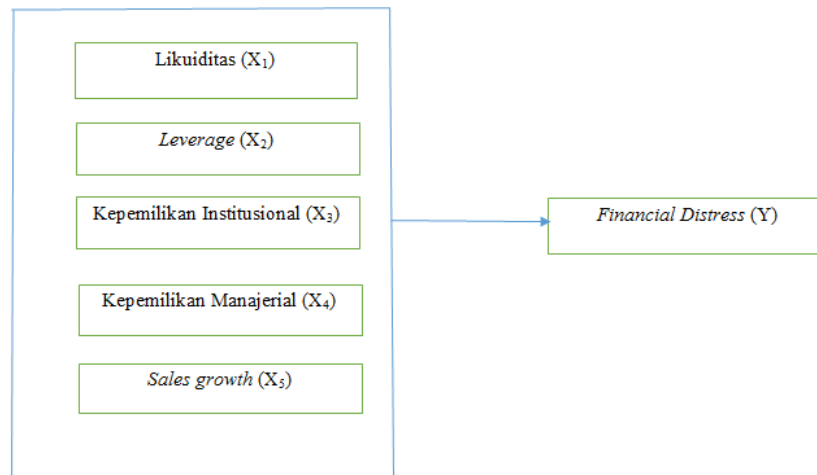 Likuiditas (X₁)
Leverage (X₂)
Kepemilikan Institusional (X₃)
Financial Distress (Y)
Kepemilikan Manajerial (X₄)
Sales growth (X₅)